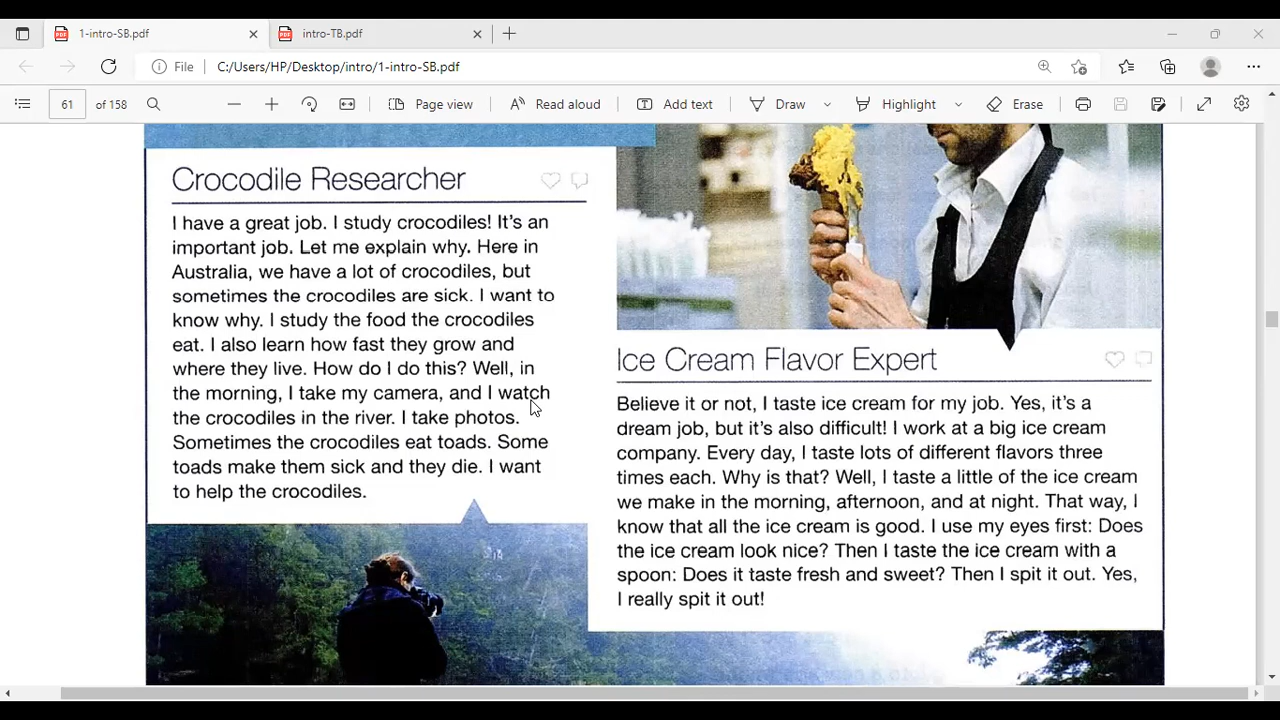 1-intro-SB.pdf
intro-TB.pdf
File
C:/Users/HP/Desktop/intro/1-intro-SB.pdf
61 of 158
Page view
Read aloud
Add text
Draw
Highlight
Erase
Crocodile Researcher
I have a great job. I study crocodiles! It's an
important job. Let me explain why. Here in
Australia, we have a lot of crocodiles, but
sometimes the crocodiles are sick. I want to
know why. I study the food the crocodiles
eat. I also learn how fast they grow and
where they live. How do I do this? Well, in
the morning, I take my camera, and I watch
the crocodiles in the river. I take photos.
Sometimes the crocodiles eat toads. Some
toads make them sick and they die. I want
to help the crocodiles.
Ice Cream Flavor Expert
Believe it or not, I taste ice cream for my job. Yes, it's a
dream job, but it's also difficult! I work at a big ice cream
company. Every day, I taste lots of different flavors three
times each. Why is that? Well, I taste a little of the ice cream
we make in the morning, afternoon, and at night. That way, I
know that all the ice cream is good. I use my eyes first: Does
the ice cream look nice? Then I taste the ice cream with a
spoon: Does it taste fresh and sweet? Then I spit it out. Yes,
I really spit it out!